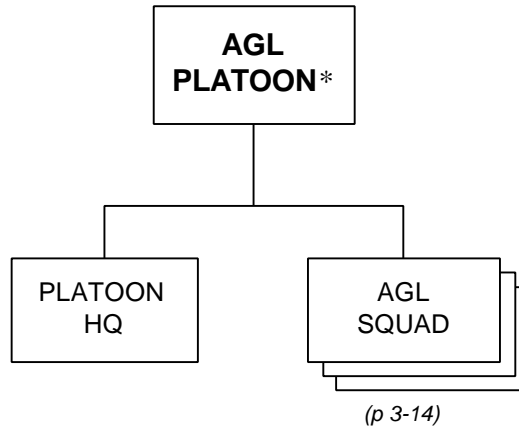 AGL
PLATOON*
PLATOON
HQ
AGL
SQUAD
(p 3-14)